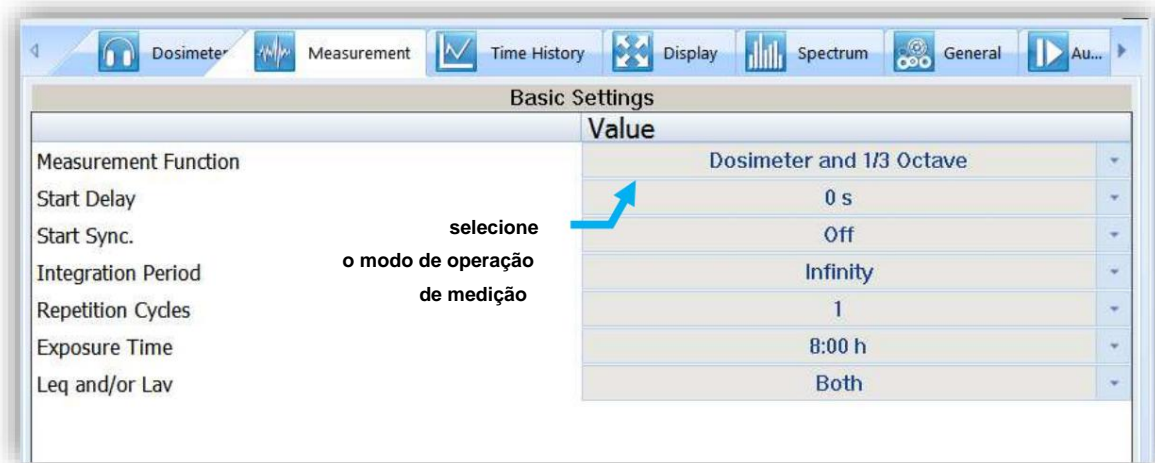 Dosimeter Measurement Time History Display Spectrum General Au...
Basic Settings
Value
Measurement Function Dosimeter and 1/3 Octave
Start Delay 0 s
Start Sync. Off
Integration Period Infinity
Repetition Cycles 1
Exposure Time 8:00 h
Leq and/or Lav Both
selecione
o modo de operação
de medição